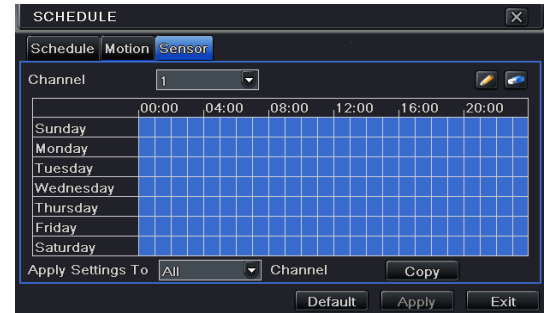 SCHEDULE
Schedule Motion Sensor
Channel 1
00:00 04:00 08:00 12:00 16:00 20:00
Sunday
Monday
Tuesday
Wednesday
Thursday
Friday
Saturday
Apply Settings To All Channel Copy
Default Apply Exit